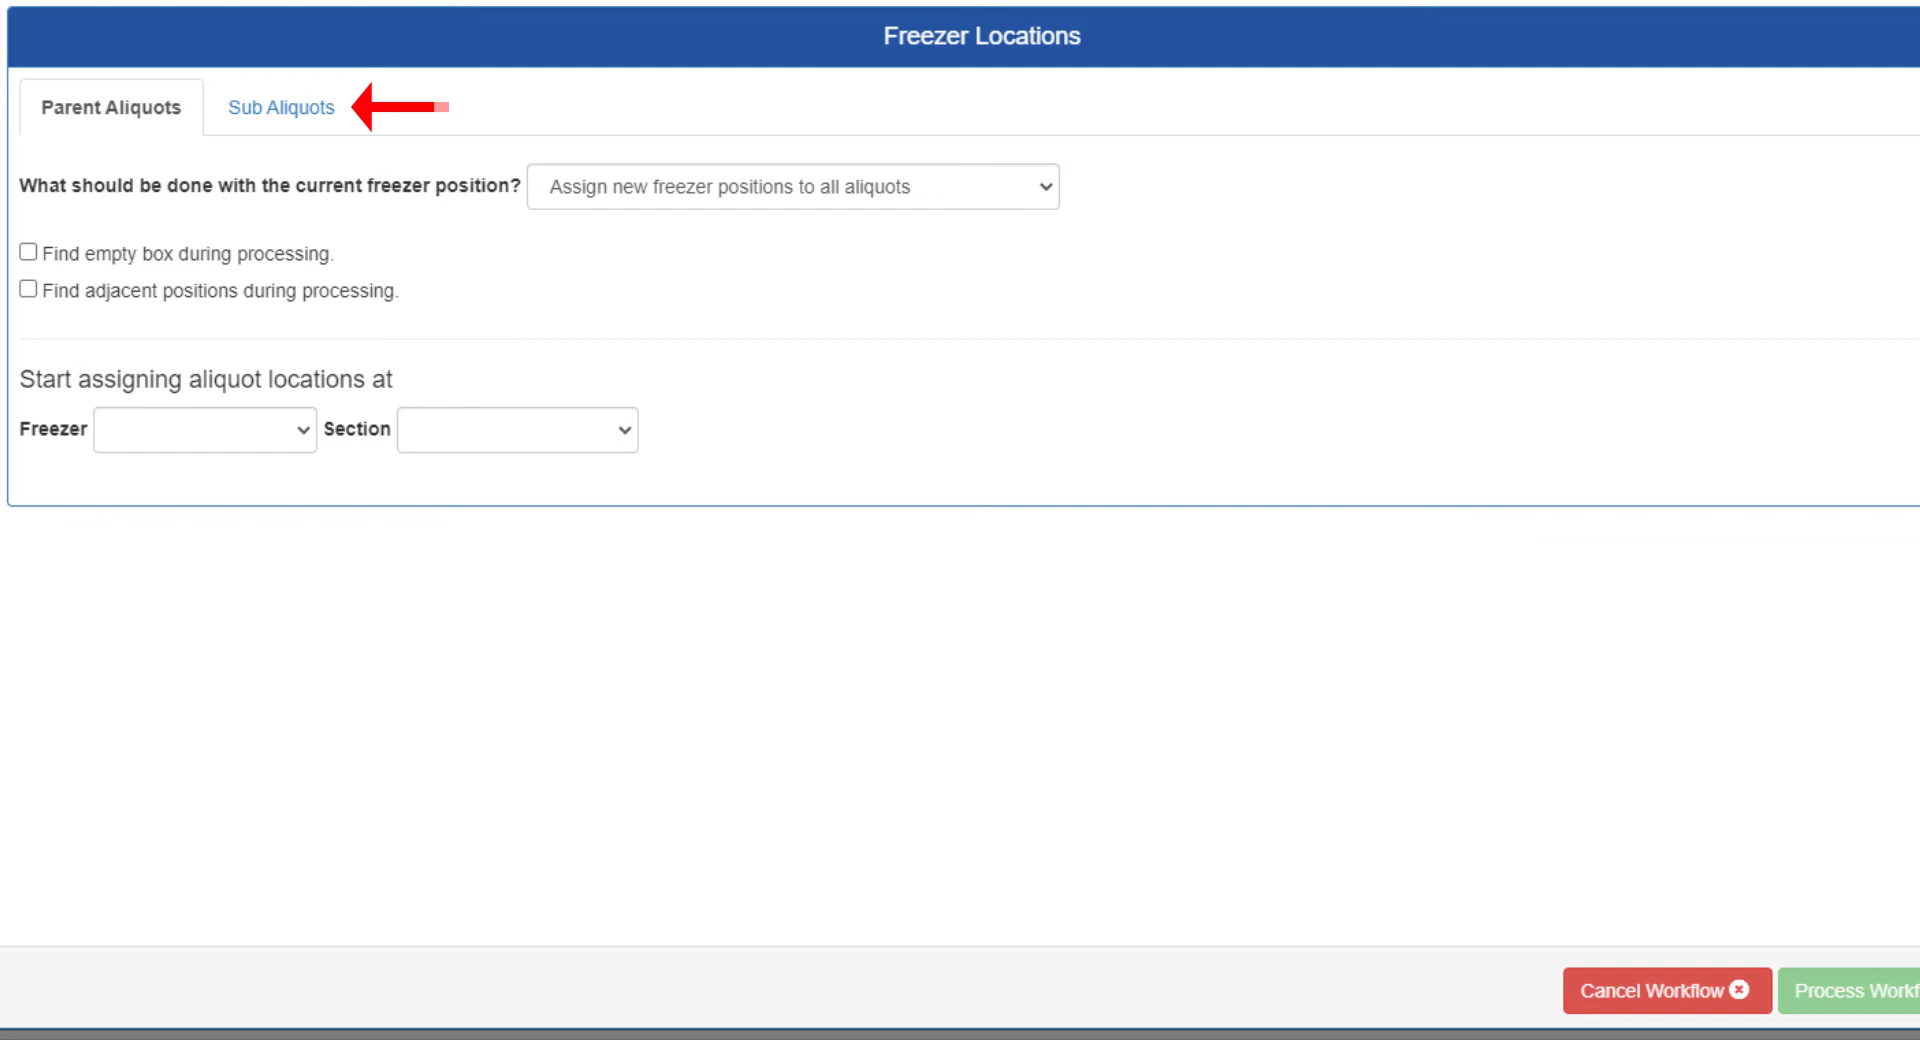 Freezer Locations
Parent Aliquots Sub Aliquots
What should be done with the current freezer position? Assign new freezer positions to all aliquots
Find empty box during processing.
Find adjacent positions during processing.
Start assigning aliquot locations at
Freezer Section
Cancel Workflow Process Workf